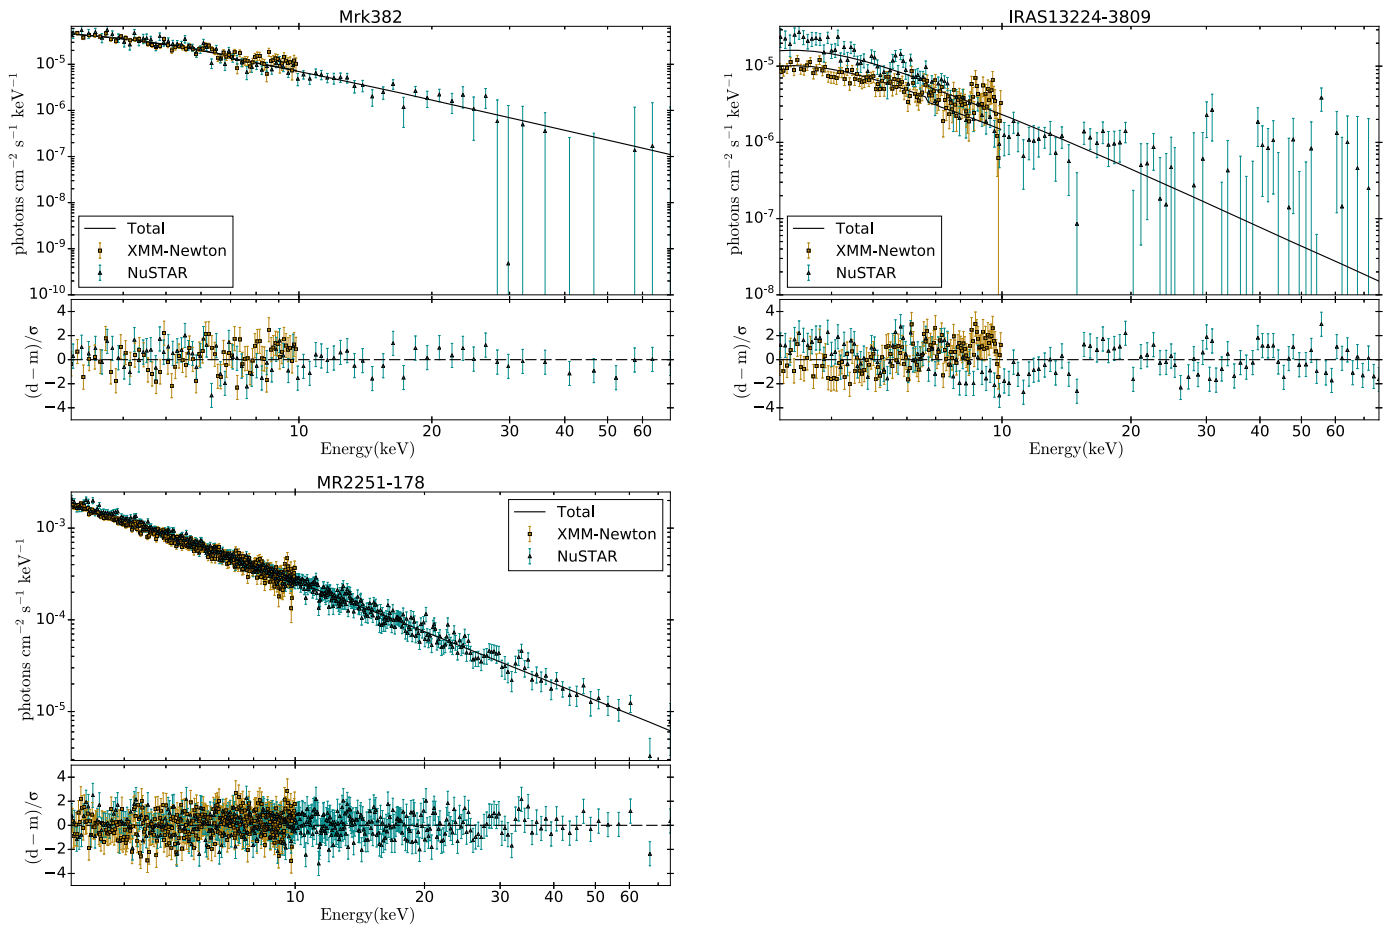 Mrk382
photons cm⁻² s⁻¹ keV⁻¹
10⁻⁵
10⁻⁶
10⁻⁷
10⁻⁸
10⁻⁹
10⁻¹⁰
Total
XMM-Newton
NuSTAR
(d − m)/σ
4
2
0
−2
−4
10 20 30 40 50 60
Energy(keV)
IRAS13224-3809
photons cm⁻² s⁻¹ keV⁻¹
10⁻⁵
10⁻⁶
10⁻⁷
10⁻⁸
Total
XMM-Newton
NuSTAR
(d − m)/σ
4
2
0
−2
−4
10 20 30 40 50 60
Energy(keV)
MR2251-178
photons cm⁻² s⁻¹ keV⁻¹
10⁻³
10⁻⁴
10⁻⁵
Total
XMM-Newton
NuSTAR
(d − m)/σ
4
2
0
−2
−4
10 20 30 40 50 60
Energy(keV)